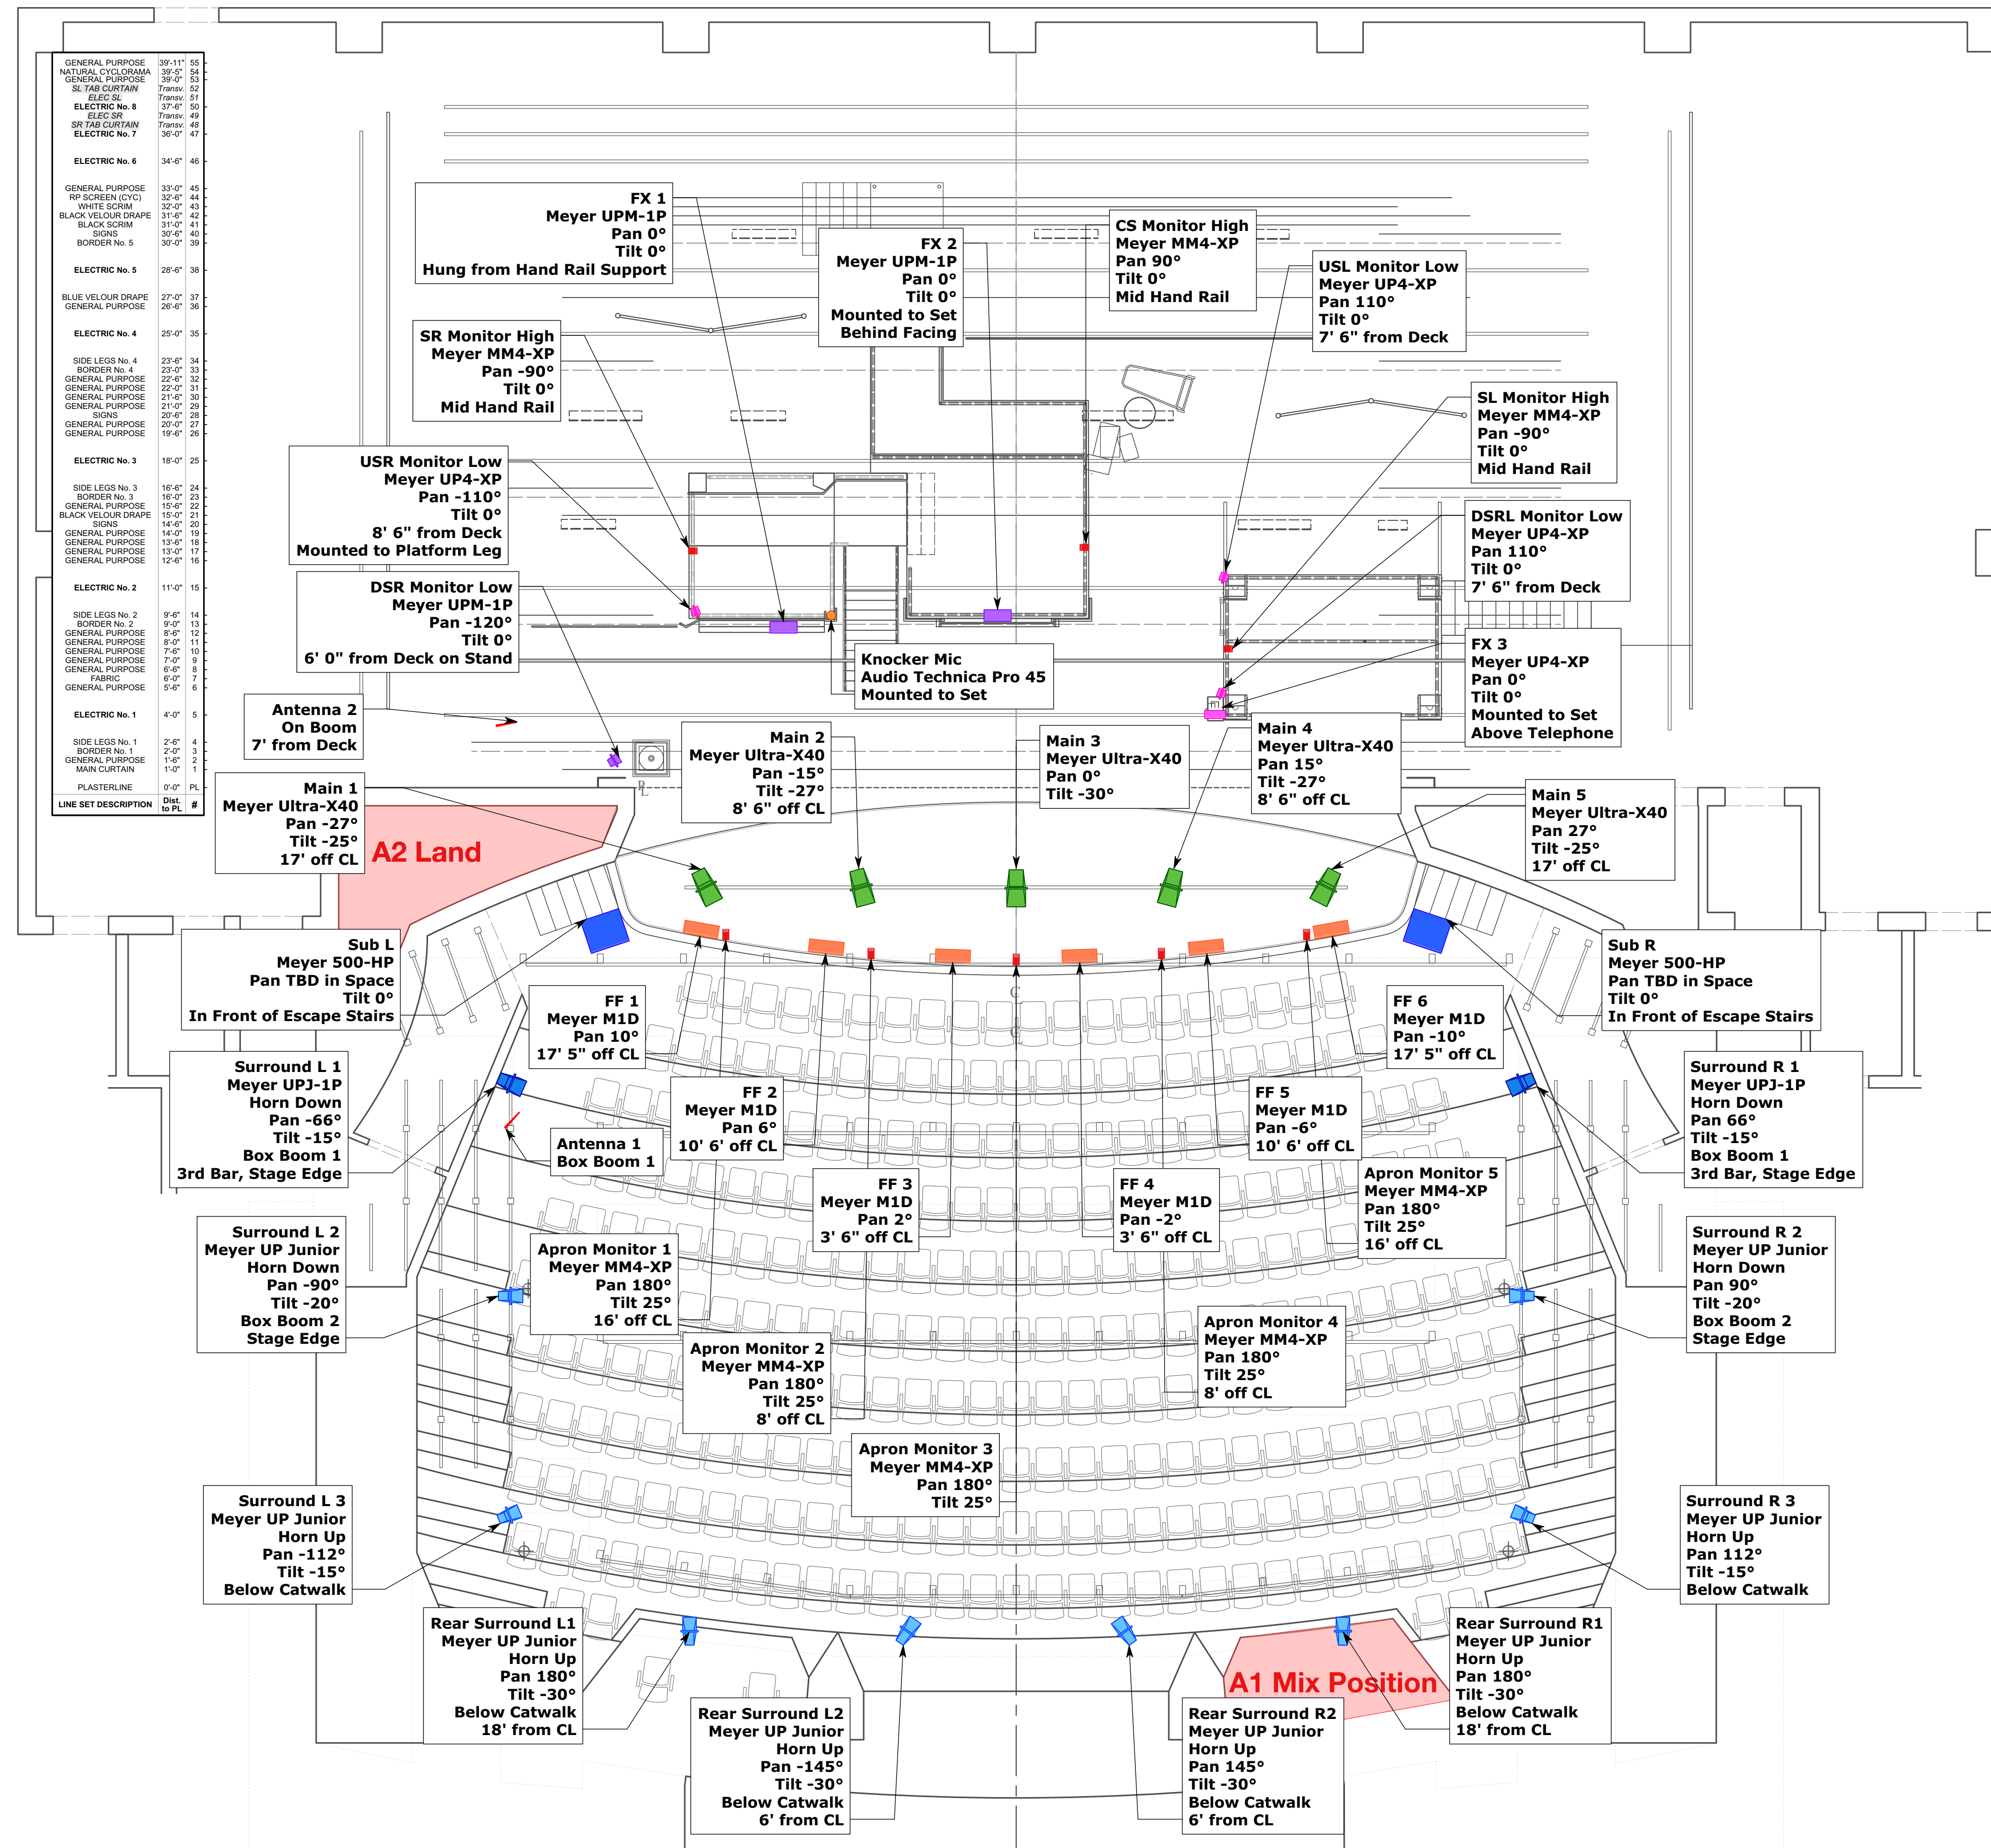 GENERAL PURPOSE 39'-11" 55
NATURAL CYCLORAMA 39'-5" 54
GENERAL PURPOSE 39'-0" 53
SL TAB CURTAIN Transv. 52
ELEC SL Transv. 51
ELECTRIC No. 8 37'-6" 50
ELEC SR Transv. 49
SR TAB CURTAIN Transv. 48
ELECTRIC No. 7 36'-0" 47
ELECTRIC No. 6 34'-6" 46
GENERAL PURPOSE 33'-0" 45
RP SCREEN (CYC) 32'-6" 44
WHITE SCRIM 32'-0" 43
BLACK VELOUR DRAPE 31'-6" 42
BLACK SCRIM 31'-0" 41
SIGNS 30'-6" 40
BORDER No. 5 30'-0" 39
ELECTRIC No. 5 28'-6" 38
BLUE VELOUR DRAPE 27'-0" 37
GENERAL PURPOSE 26'-6" 36
ELECTRIC No. 4 25'-0" 35
SIDE LEGS No. 4 23'-6" 34
BORDER No. 4 23'-0" 33
GENERAL PURPOSE 22'-6" 32
GENERAL PURPOSE 22'-0" 31
GENERAL PURPOSE 21'-6" 30
GENERAL PURPOSE 21'-0" 29
SIGNS 20'-6" 28
GENERAL PURPOSE 20'-0" 27
GENERAL PURPOSE 19'-6" 26
ELECTRIC No. 3 18'-0" 25
SIDE LEGS No. 3 16'-6" 24
BORDER No. 3 16'-0" 23
GENERAL PURPOSE 15'-6" 22
BLACK VELOUR DRAPE 15'-0" 21
SIGNS 14'-6" 20
GENERAL PURPOSE 14'-0" 19
GENERAL PURPOSE 13'-6" 18
GENERAL PURPOSE 13'-0" 17
GENERAL PURPOSE 12'-6" 16
ELECTRIC No. 2 11'-0" 15
SIDE LEGS No. 2 9'-6" 14
BORDER No. 2 9'-0" 13
GENERAL PURPOSE 8'-6" 12
GENERAL PURPOSE 8'-0" 11
GENERAL PURPOSE 7'-6" 10
GENERAL PURPOSE 7'-0" 9
GENERAL PURPOSE 6'-6" 8
FABRIC 6'-0" 7
GENERAL PURPOSE 5'-6" 6
ELECTRIC No. 1 4'-0" 5
SIDE LEGS No. 1 2'-6" 4
BORDER No. 1 2'-0" 3
GENERAL PURPOSE 1'-6" 2
MAIN CURTAIN 1'-0" 1
PLASTERLINE 0'-0" PL
LINE SET DESCRIPTION Dist. to PL #
FX 1
Meyer UPM-1P
Pan 0°
Tilt 0°
Hung from Hand Rail Support
FX 2
Meyer UPM-1P
Pan 0°
Tilt 0°
Mounted to Set
Behind Facing
CS Monitor High
Meyer MM4-XP
Pan 90°
Tilt 0°
Mid Hand Rail
USL Monitor Low
Meyer UP4-XP
Pan 110°
Tilt 0°
7' 6" from Deck
SR Monitor High
Meyer MM4-XP
Pan -90°
Tilt 0°
Mid Hand Rail
SL Monitor High
Meyer MM4-XP
Pan -90°
Tilt 0°
Mid Hand Rail
USR Monitor Low
Meyer UP4-XP
Pan -110°
Tilt 0°
8' 6" from Deck
Mounted to Platform Leg
DSRL Monitor Low
Meyer UP4-XP
Pan 110°
Tilt 0°
7' 6" from Deck
DSR Monitor Low
Meyer UPM-1P
Pan -120°
Tilt 0°
6' 0" from Deck on Stand
Knocker Mic
Audio Technica Pro 45
Mounted to Set
FX 3
Meyer UP4-XP
Pan 0°
Tilt 0°
Mounted to Set
Above Telephone
Antenna 2
On Boom
7' from Deck
PL
Main 1
Meyer Ultra-X40
Pan -27°
Tilt -25°
17' off CL
Main 2
Meyer Ultra-X40
Pan -15°
Tilt -27°
8' 6" off CL
Main 3
Meyer Ultra-X40
Pan 0°
Tilt -30°
Main 4
Meyer Ultra-X40
Pan 15°
Tilt -27°
8' 6" off CL
Main 5
Meyer Ultra-X40
Pan 27°
Tilt -25°
17' off CL
A2 Land
Sub L
Meyer 500-HP
Pan TBD in Space
Tilt 0°
In Front of Escape Stairs
Sub R
Meyer 500-HP
Pan TBD in Space
Tilt 0°
In Front of Escape Stairs
CL
FF 1
Meyer M1D
Pan 10°
17' 5" off CL
FF 6
Meyer M1D
Pan -10°
17' 5" off CL
Surround L 1
Meyer UPJ-1P
Horn Down
Pan -66°
Tilt -15°
Box Boom 1
3rd Bar, Stage Edge
Antenna 1
Box Boom 1
FF 2
Meyer M1D
Pan 6°
10' 6' off CL
FF 5
Meyer M1D
Pan -6°
10' 6' off CL
Surround R 1
Meyer UPJ-1P
Horn Down
Pan 66°
Tilt -15°
Box Boom 1
3rd Bar, Stage Edge
FF 3
Meyer M1D
Pan 2°
3' 6" off CL
FF 4
Meyer M1D
Pan -2°
3' 6" off CL
Apron Monitor 5
Meyer MM4-XP
Pan 180°
Tilt 25°
16' off CL
Surround L 2
Meyer UP Junior
Horn Down
Pan -90°
Tilt -20°
Box Boom 2
Stage Edge
Apron Monitor 1
Meyer MM4-XP
Pan 180°
Tilt 25°
16' off CL
Surround R 2
Meyer UP Junior
Horn Down
Pan 90°
Tilt -20°
Box Boom 2
Stage Edge
Apron Monitor 2
Meyer MM4-XP
Pan 180°
Tilt 25°
8' off CL
Apron Monitor 4
Meyer MM4-XP
Pan 180°
Tilt 25°
8' off CL
Apron Monitor 3
Meyer MM4-XP
Pan 180°
Tilt 25°
Surround L 3
Meyer UP Junior
Horn Up
Pan -112°
Tilt -15°
Below Catwalk
Surround R 3
Meyer UP Junior
Horn Up
Pan 112°
Tilt -15°
Below Catwalk
Rear Surround L1
Meyer UP Junior
Horn Up
Pan 180°
Tilt -30°
Below Catwalk
18' from CL
A1 Mix Position
Rear Surround R1
Meyer UP Junior
Horn Up
Pan 180°
Tilt -30°
Below Catwalk
18' from CL
Rear Surround L2
Meyer UP Junior
Horn Up
Pan -145°
Tilt -30°
Below Catwalk
6' from CL
Rear Surround R2
Meyer UP Junior
Horn Up
Pan 145°
Tilt -30°
Below Catwalk
6' from CL